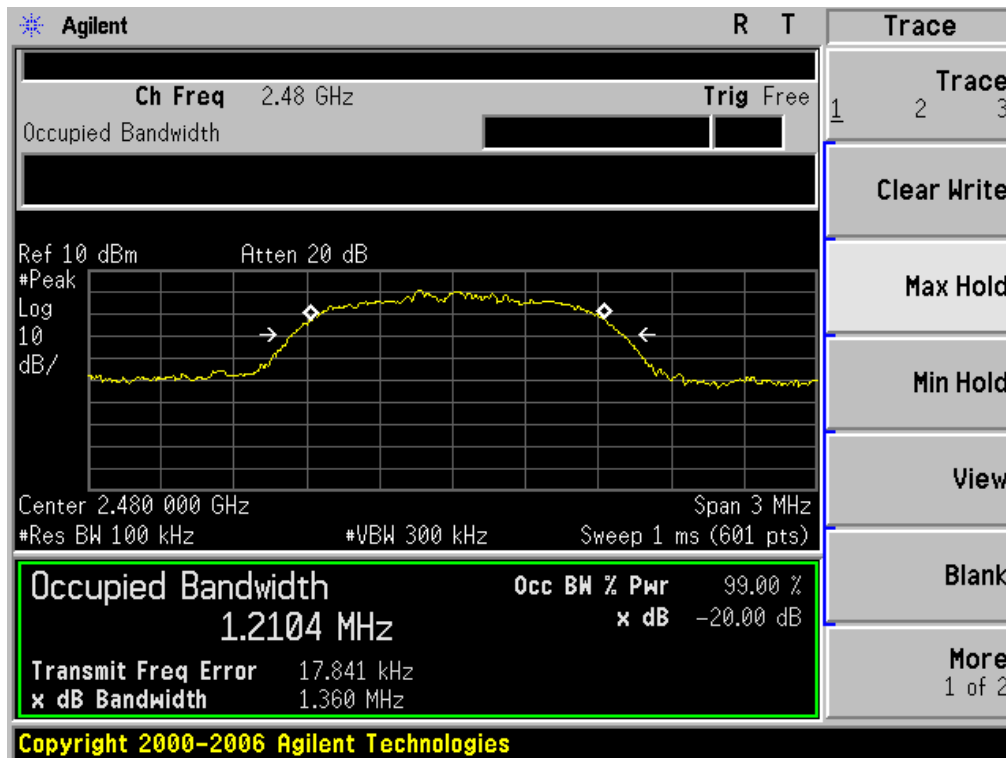 Agilent R T Trace
Ch Freq 2.48 GHz Trig Free
Occupied Bandwidth
Trace
1 2 3
Clear Write
Max Hold
Min Hold
View
Blank
More
1 of 2
Ref 10 dBm Atten 20 dB
#Peak
Log
10
dB/
Center 2.480 000 GHz Span 3 MHz
#Res BW 100 kHz #VBW 300 kHz Sweep 1 ms (601 pts)
Occupied Bandwidth Occ BW % Pwr 99.00 %
1.2104 MHz x dB -20.00 dB
Transmit Freq Error 17.841 kHz
x dB Bandwidth 1.360 MHz
Copyright 2000-2006 Agilent Technologies